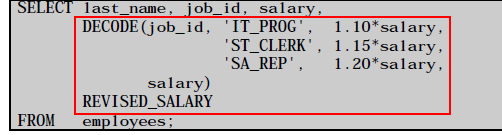 SELECT last_name, job_id, salary,
DECODE(job_id, 'IT_PROG', 1.10*salary,
'ST_CLERK', 1.15*salary,
'SA_REP', 1.20*salary,
salary)
REVISED_SALARY
FROM employees;